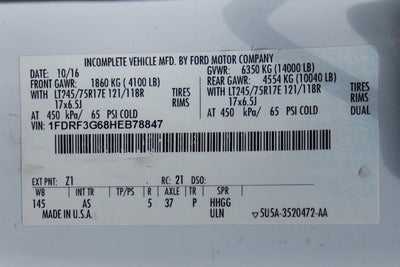 INCOMPLETE VEHICLE MFD. BY FORD MOTOR COMPANY
10/16 GVWR: 6350 KG (14000 LB)
FRONT GAWR: 1860 KG ( 4100 LB) REAR GAWR: 4554 KG (10040 LB)
WITH LT245/75R17E 121/118R TIRES WITH LT245/75R17E 121/118R TIRES
17x6.5J RIMS 17x6.5J RIMS
AT 450 kPa/ 65 PSI COLD AT 450 kPa/ 65 PSI COLD
VIN: 1FDRF3G68HEB78847
EXT PNT: Z1 RC: 21 DSO:
WB INT TR TP/PS R AXLE TR SPR
145 AS 5 37 P HHGG
MADE IN U.S.A. ULN 5U5A-3520472-AA